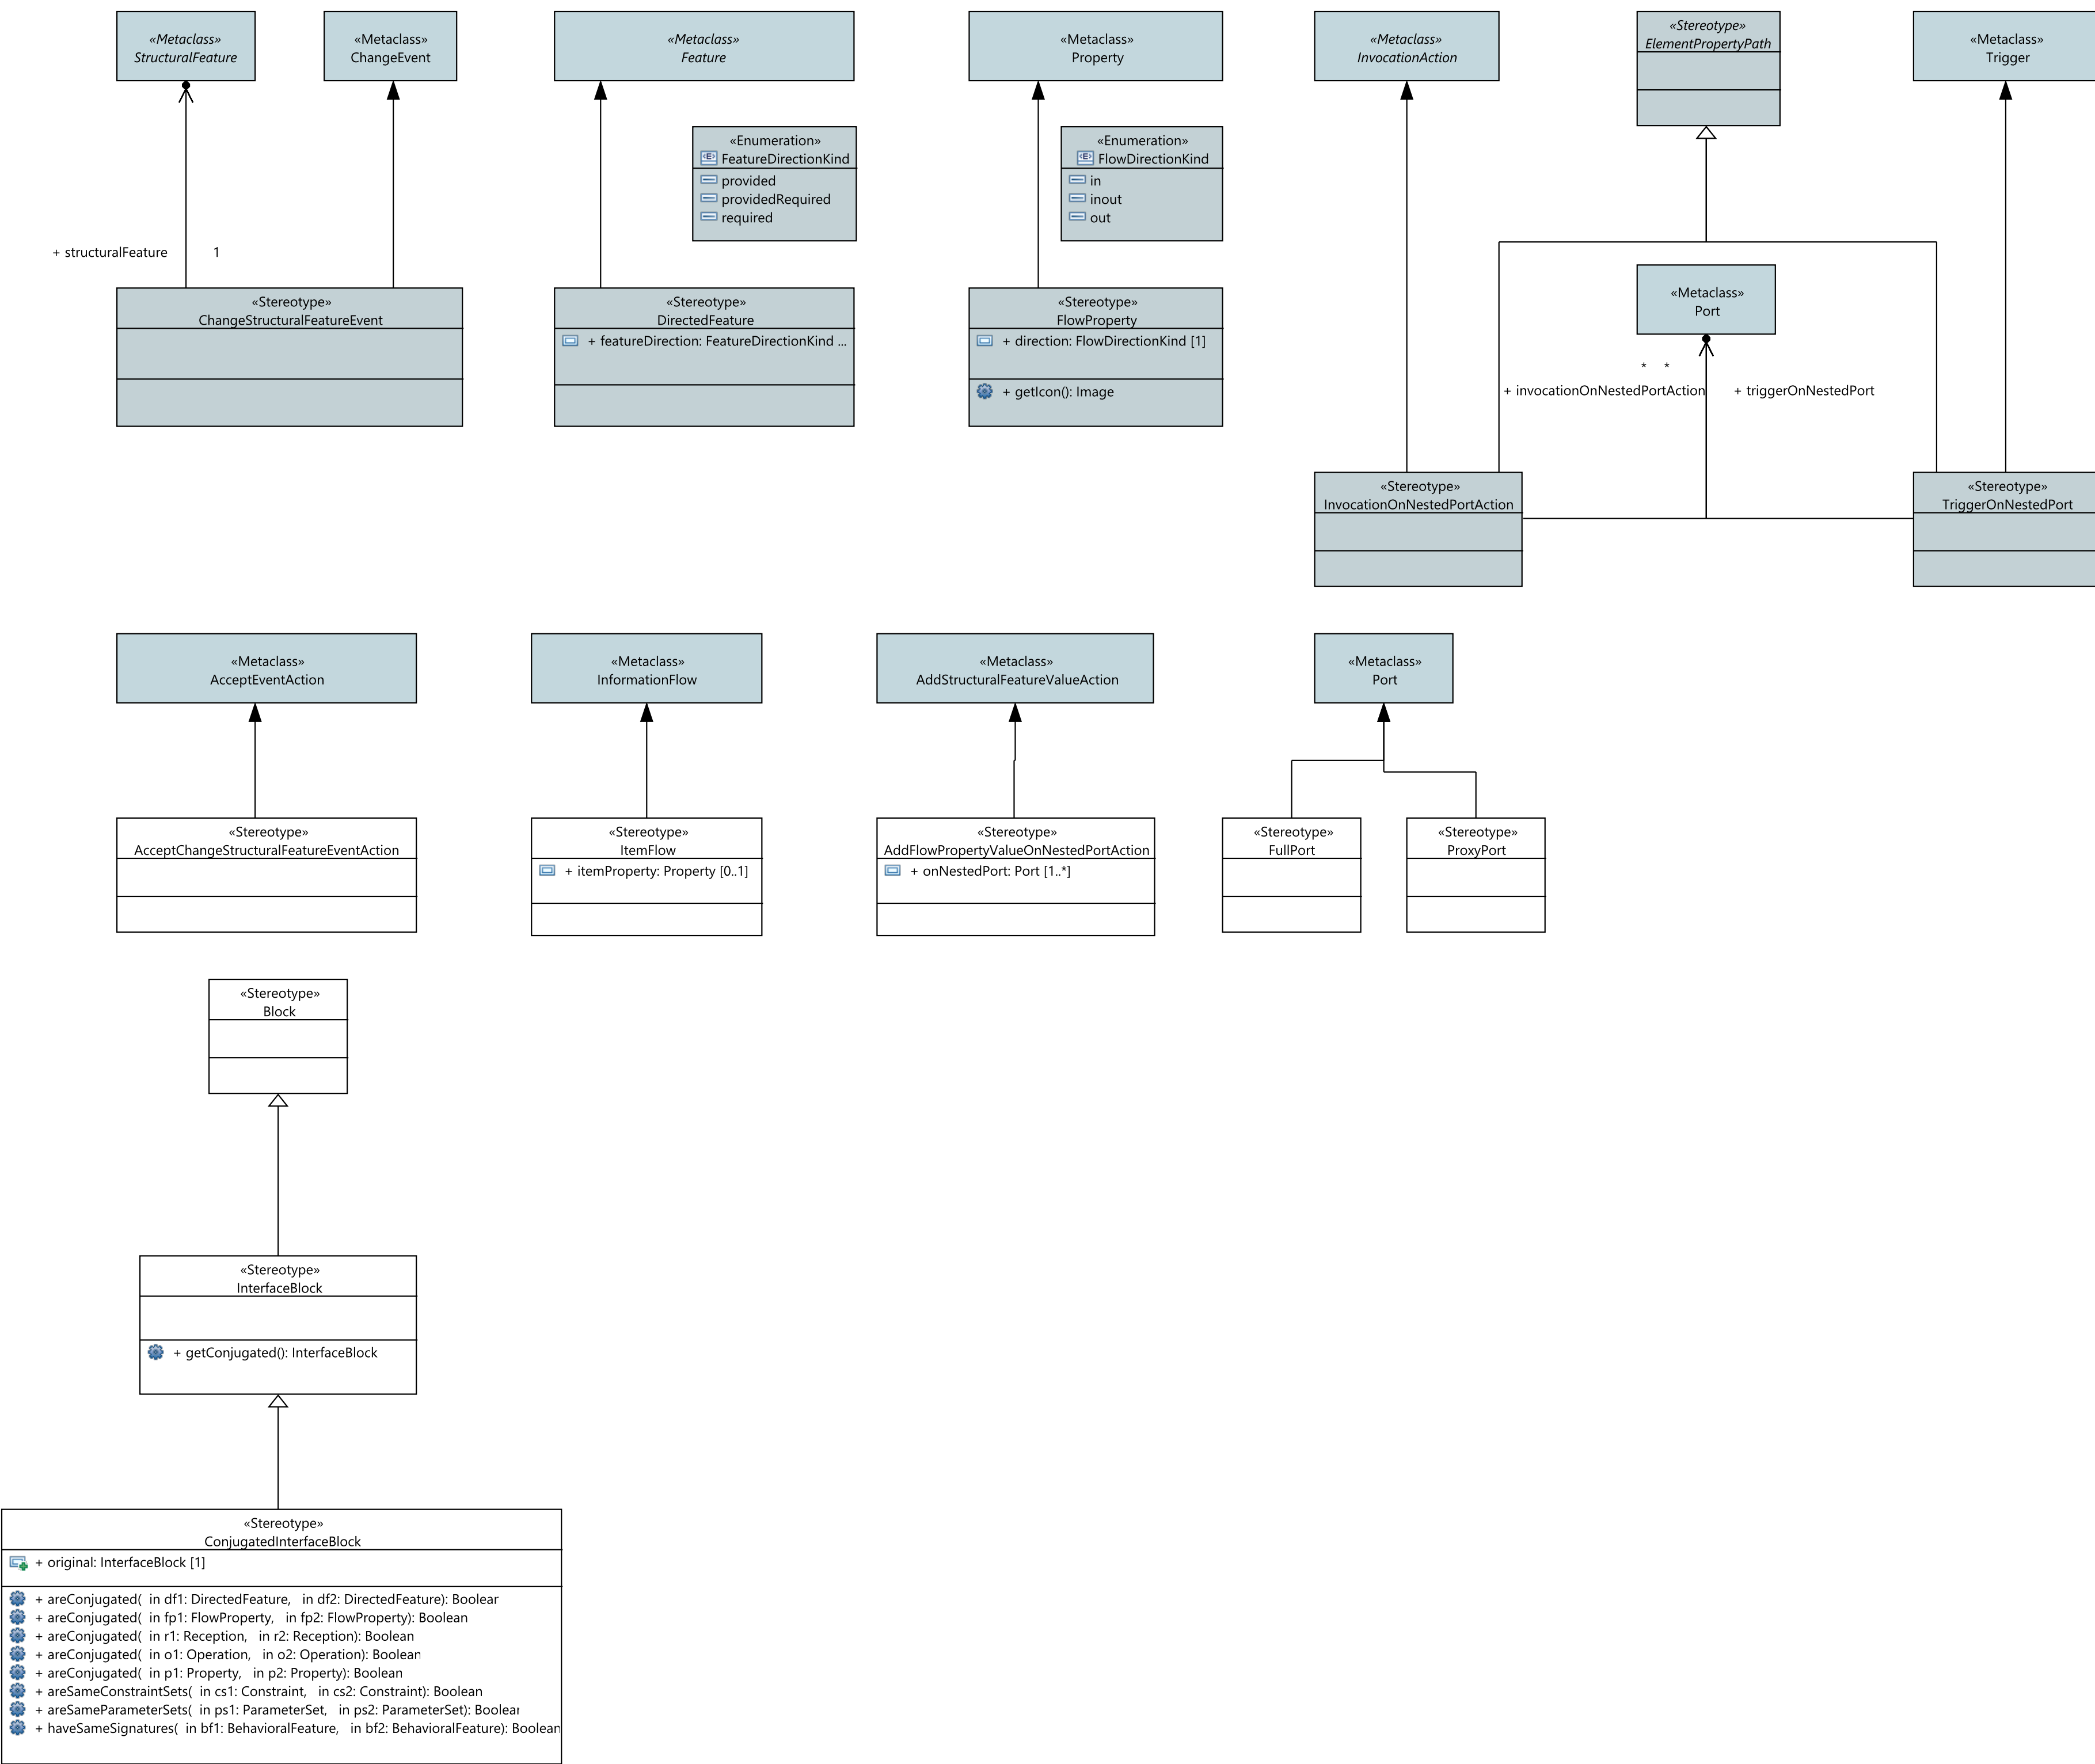 «Metaclass»
StructuralFeature
«Metaclass»
ChangeEvent
«Metaclass»
Feature
«Metaclass»
Property
«Metaclass»
InvocationAction
«Stereotype»
ElementPropertyPath
«Metaclass»
Trigger
«Enumeration»
FeatureDirectionKind
provided
providedRequired
required
«Enumeration»
FlowDirectionKind
in
inout
out
+ structuralFeature
1
«Stereotype»
ChangeStructuralFeatureEvent
«Stereotype»
DirectedFeature
+ featureDirection: FeatureDirectionKind ...
«Stereotype»
FlowProperty
+ direction: FlowDirectionKind [1]
+ getIcon(): Image
«Metaclass»
Port
* *
+ invocationOnNestedPortAction
+ triggerOnNestedPort
«Stereotype»
InvocationOnNestedPortAction
«Stereotype»
TriggerOnNestedPort
«Metaclass»
AcceptEventAction
«Metaclass»
InformationFlow
«Metaclass»
AddStructuralFeatureValueAction
«Metaclass»
Port
«Stereotype»
AcceptChangeStructuralFeatureEventAction
«Stereotype»
ItemFlow
+ itemProperty: Property [0..1]
«Stereotype»
AddFlowPropertyValueOnNestedPortAction
+ onNestedPort: Port [1..*]
«Stereotype»
FullPort
«Stereotype»
ProxyPort
«Stereotype»
Block
«Stereotype»
InterfaceBlock
+ getConjugated(): InterfaceBlock
«Stereotype»
ConjugatedInterfaceBlock
+ original: InterfaceBlock [1]
+ areConjugated( in df1: DirectedFeature, in df2: DirectedFeature): Boolear
+ areConjugated( in fp1: FlowProperty, in fp2: FlowProperty): Boolean
+ areConjugated( in r1: Reception, in r2: Reception): Boolean
+ areConjugated( in o1: Operation, in o2: Operation): Boolean
+ areConjugated( in p1: Property, in p2: Property): Boolean
+ areSameConstraintSets( in cs1: Constraint, in cs2: Constraint): Boolean
+ areSameParameterSets( in ps1: ParameterSet, in ps2: ParameterSet): Boolear
+ haveSameSignatures( in bf1: BehavioralFeature, in bf2: BehavioralFeature): Boolean